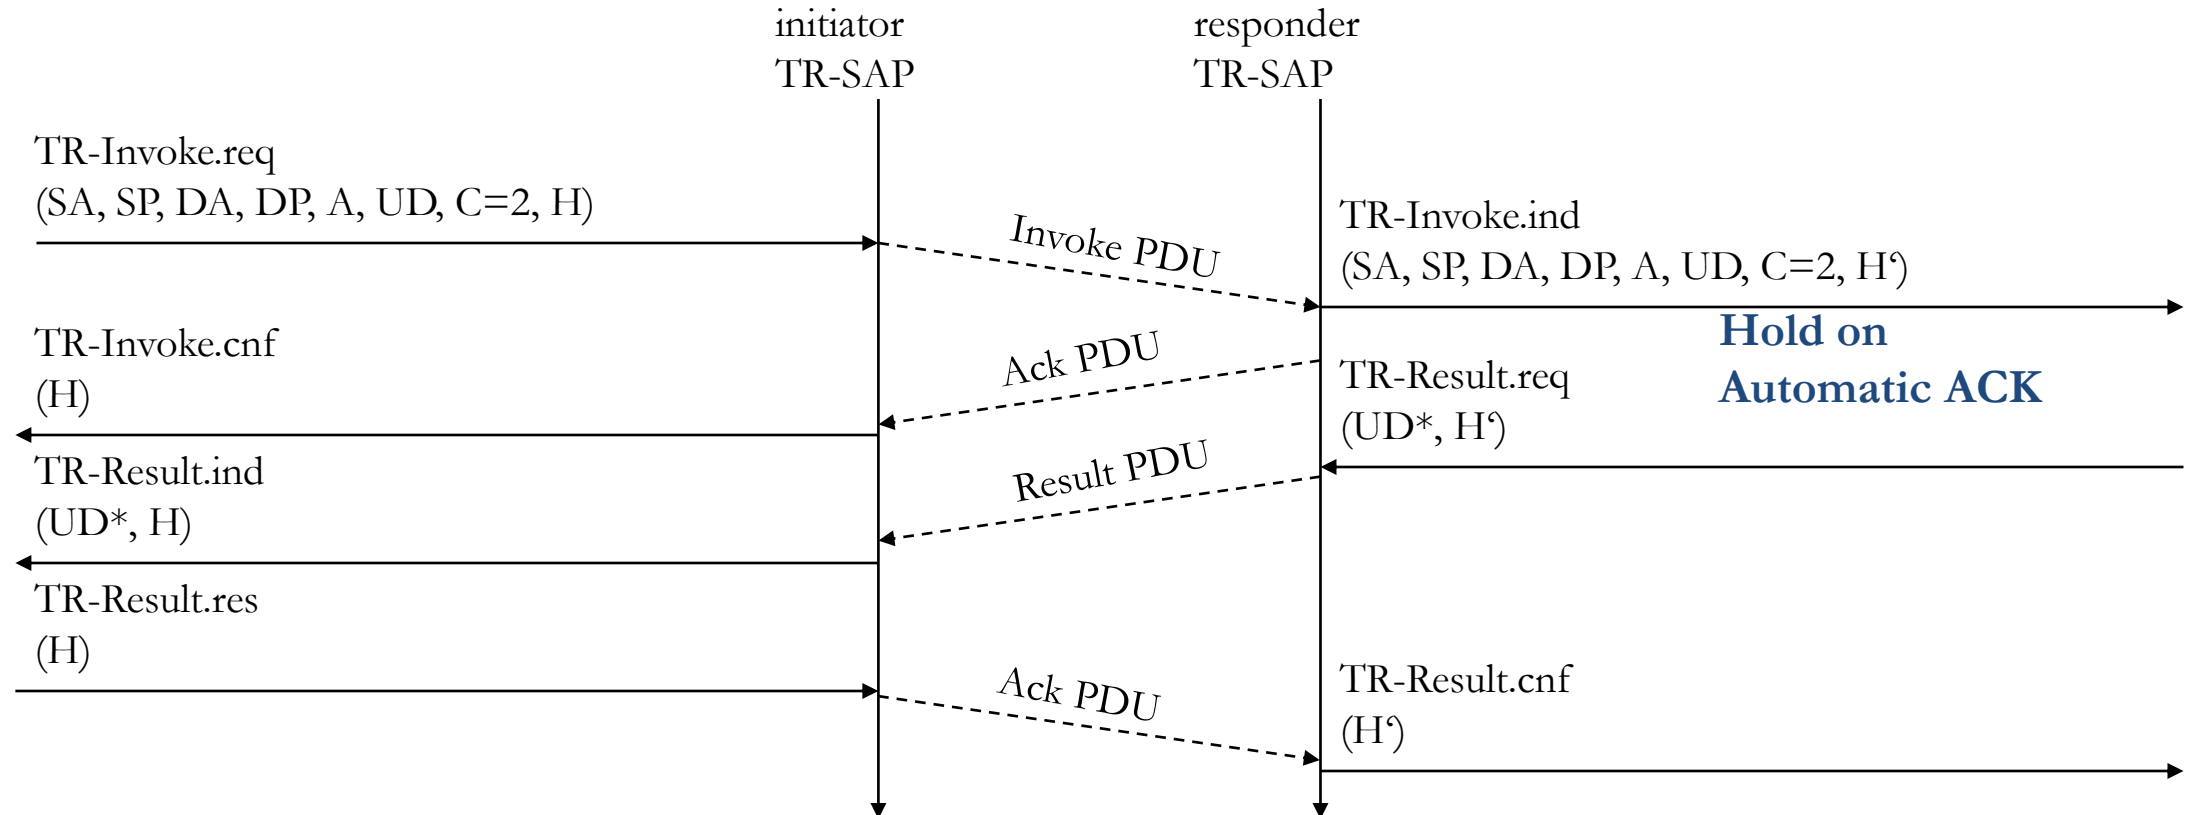 initiator
TR-SAP
responder
TR-SAP
TR-Invoke.req
(SA, SP, DA, DP, A, UD, C=2, H)
Invoke PDU
TR-Invoke.ind
(SA, SP, DA, DP, A, UD, C=2, H‘)
Hold on
Automatic ACK
TR-Invoke.cnf
(H)
Ack PDU
TR-Result.req
(UD*, H‘)
TR-Result.ind
(UD*, H)
Result PDU
TR-Result.res
(H)
Ack PDU
TR-Result.cnf
(H‘)